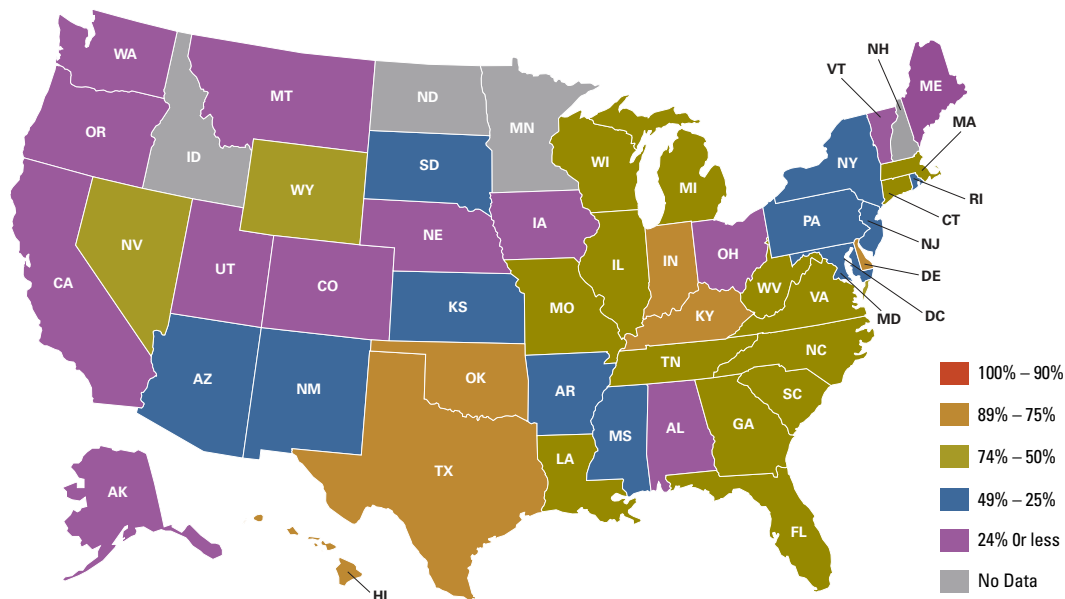 WA
NH
VT
ME
MT
ND
MN
MA
OR
ID
SD
WI
NY
WY
MI
RI
PA
CT
NV
NE
IA
NJ
UT
CO
IL
IN
OH
DE
CA
WV
VA
KS
MO
KY
MD
DC
NC
TN
AZ
NM
OK
AR
SC
100% – 90%
MS
AL
GA
89% – 75%
LA
74% – 50%
TX
AK
49% – 25%
FL
24% 0r less
No Data
HI